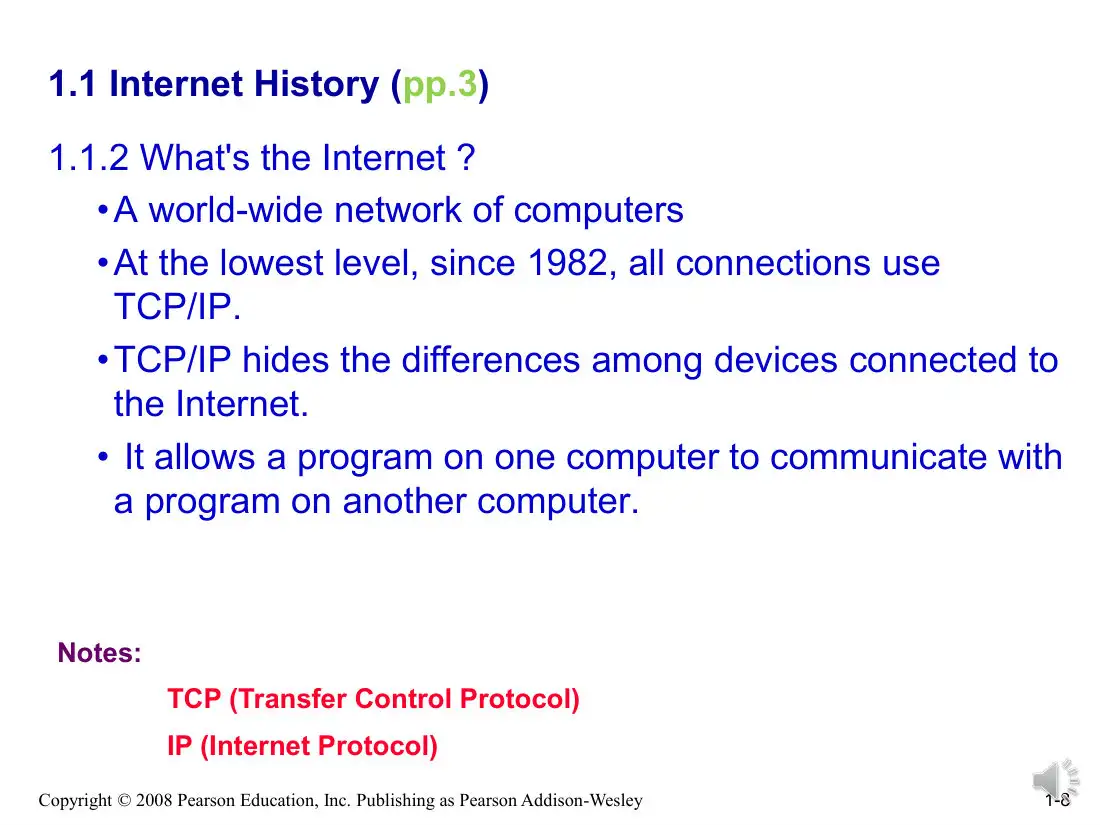 1.1 Internet History (pp.3)
1.1.2 What's the Internet ?
•A world-wide network of computers
•At the lowest level, since 1982, all connections use
TCP/IP.
•TCP/IP hides the differences among devices connected to
the Internet.
• It allows a program on one computer to communicate with
a program on another computer.
Notes:
TCP (Transfer Control Protocol)
IP (Internet Protocol)
Copyright © 2008 Pearson Education, Inc. Publishing as Pearson Addison-Wesley
1-8